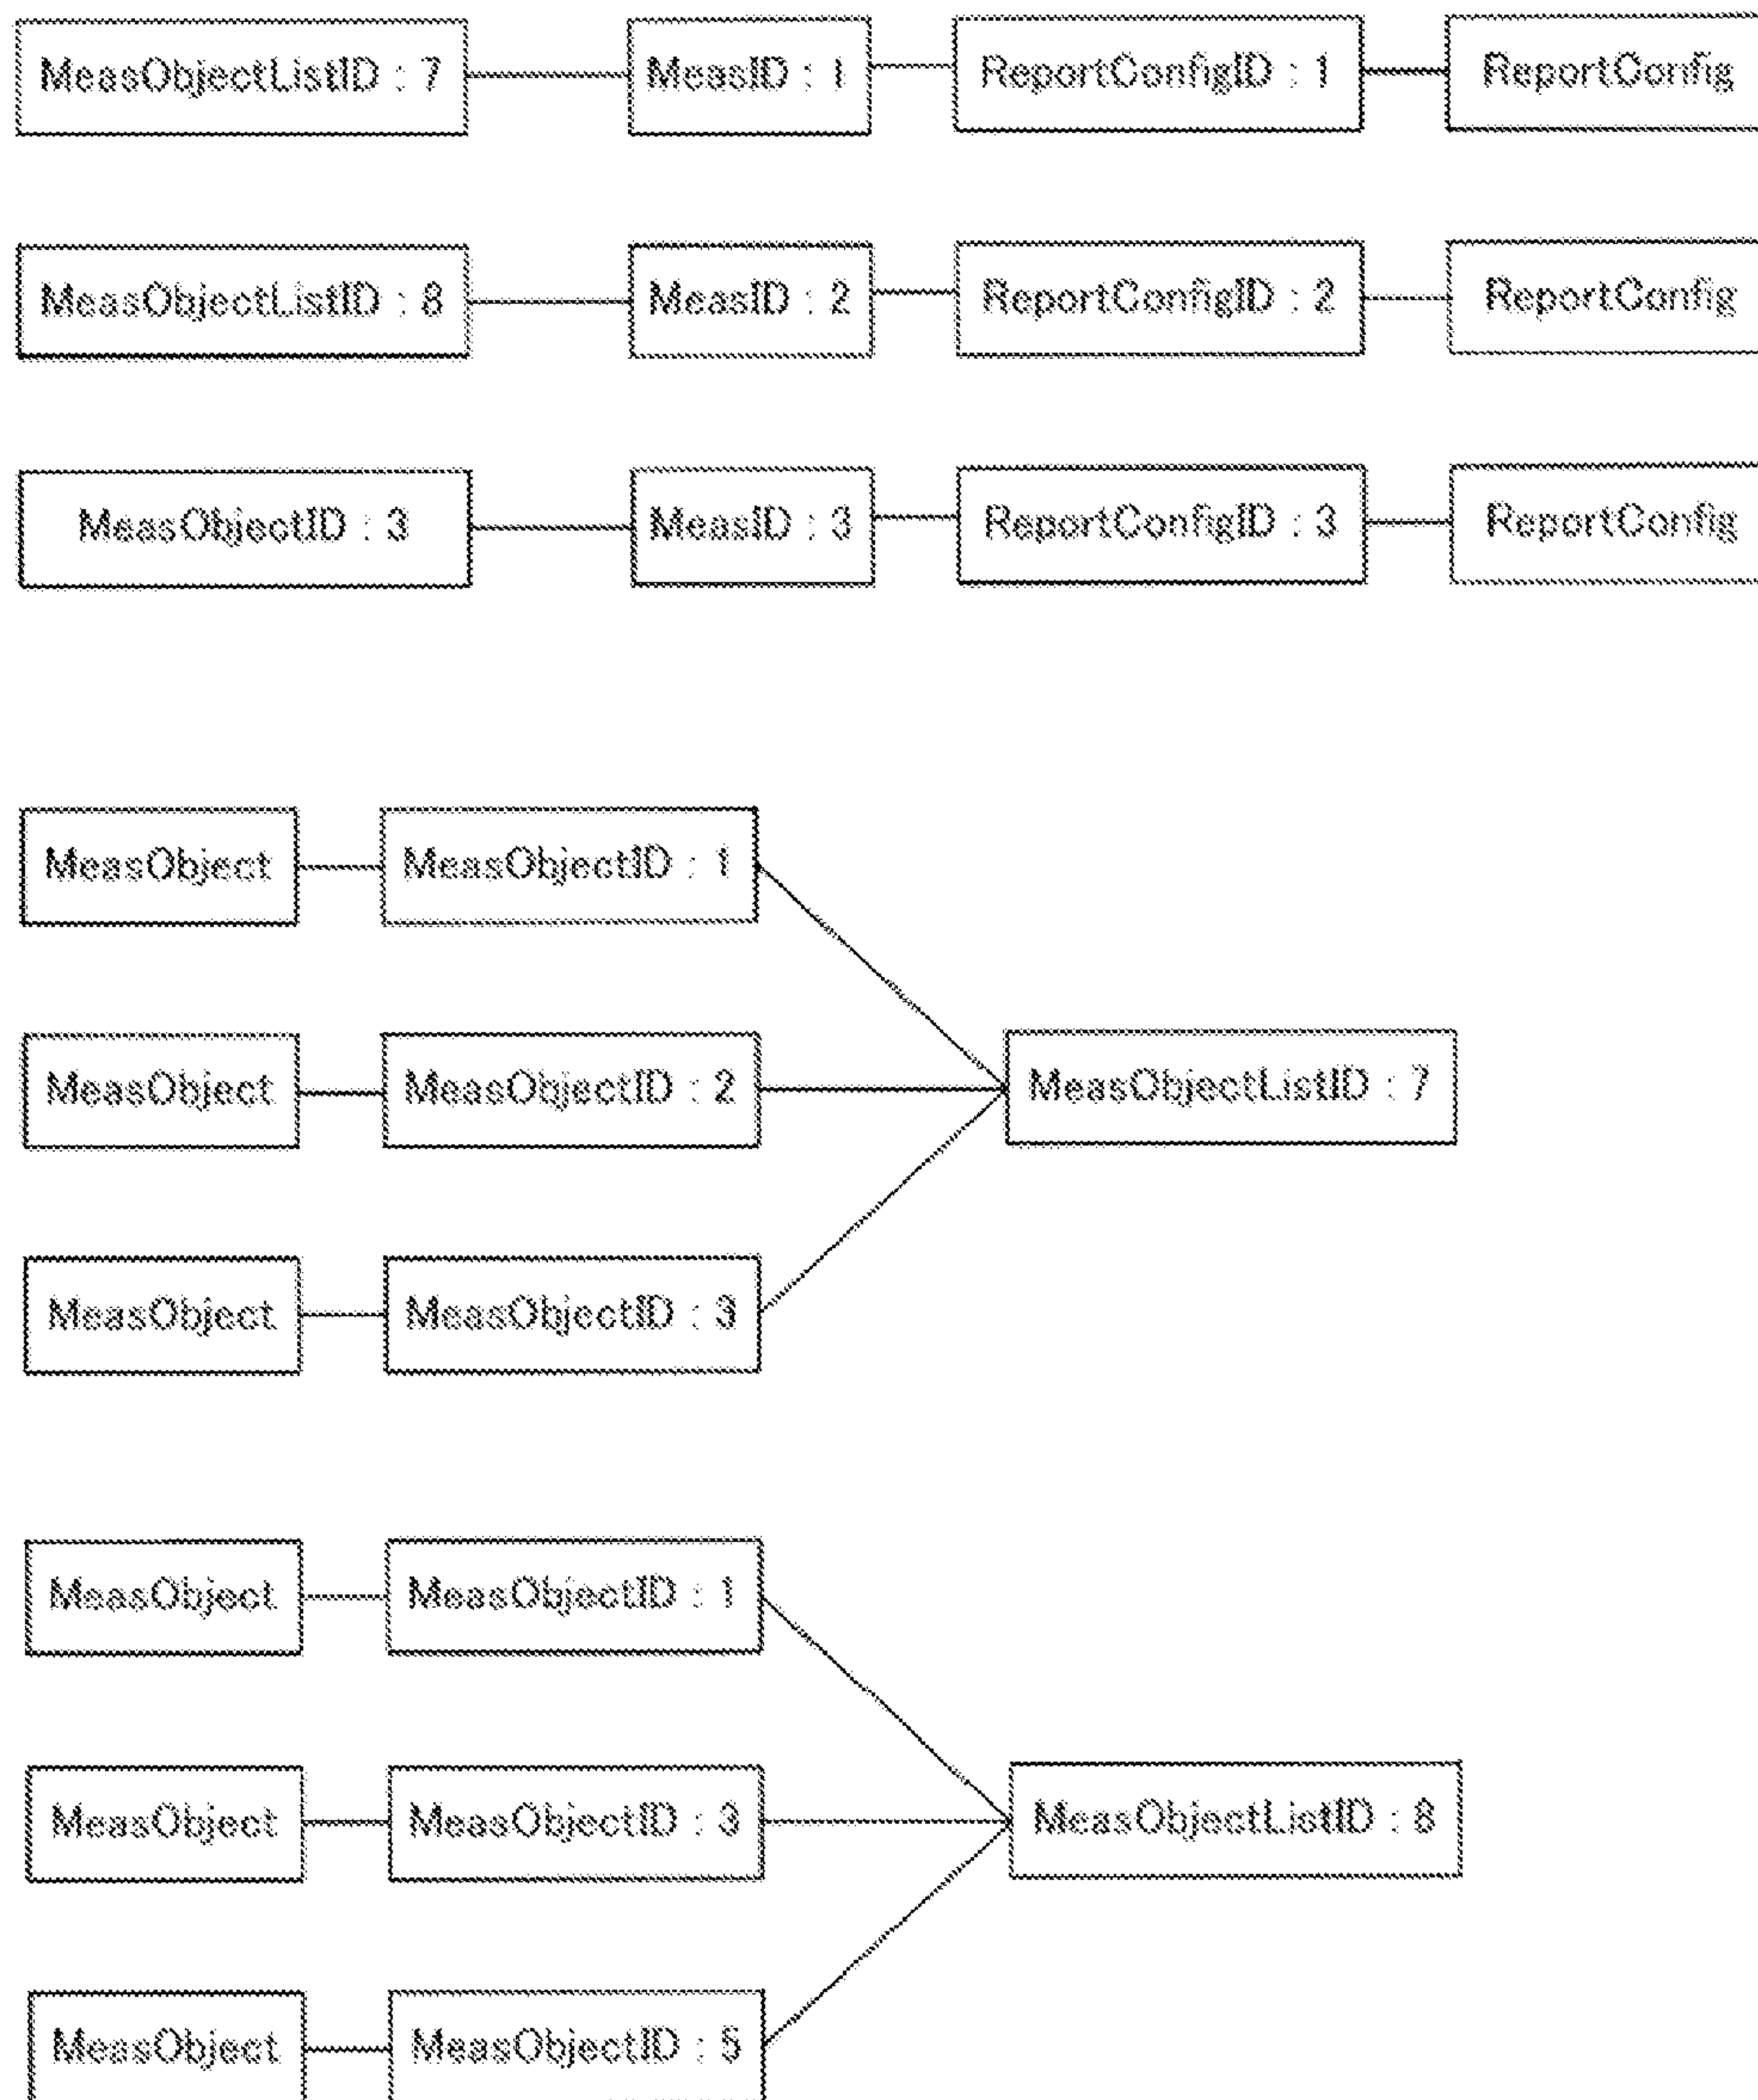 MeasObjectListID : 7 MeasID : 1 ReportConfigID : 1 ReportConfig
MeasObjectListID : 8 MeasID : 2 ReportConfigID : 2 ReportConfig
MeasObjectID : 3 MeasID : 3 ReportConfigID : 3 ReportConfig
MeasObject MeasObjectID : 1
MeasObject MeasObjectID : 2 MeasObjectListID : 7
MeasObject MeasObjectID : 3
MeasObject MeasObjectID : 1
MeasObject MeasObjectID : 3 MeasObjectListID : 8
MeasObject MeasObjectID : 5